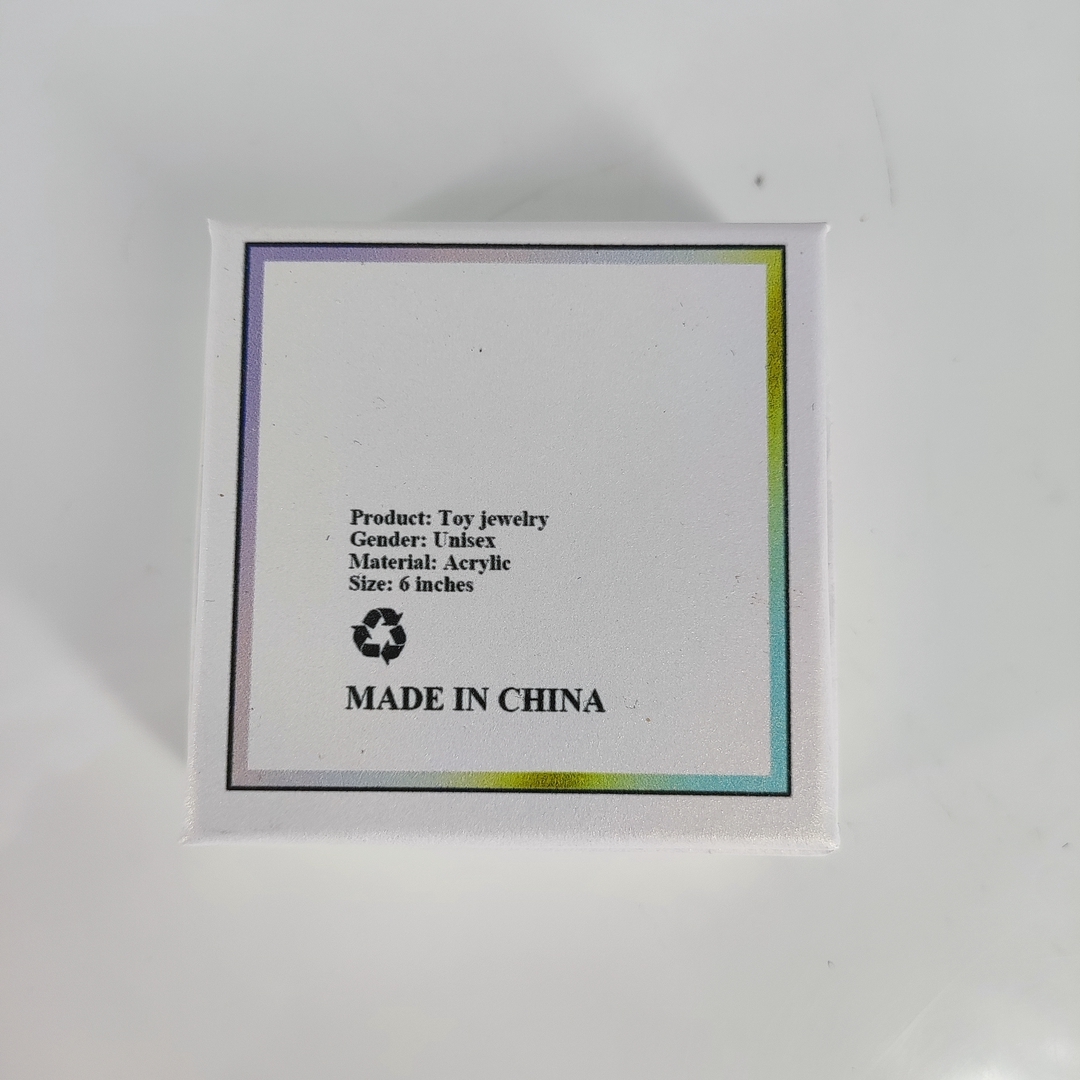 Product: Toy jewelry
Gender: Unisex
Material: Acrylic
Size: 6 inches
MADE IN CHINA